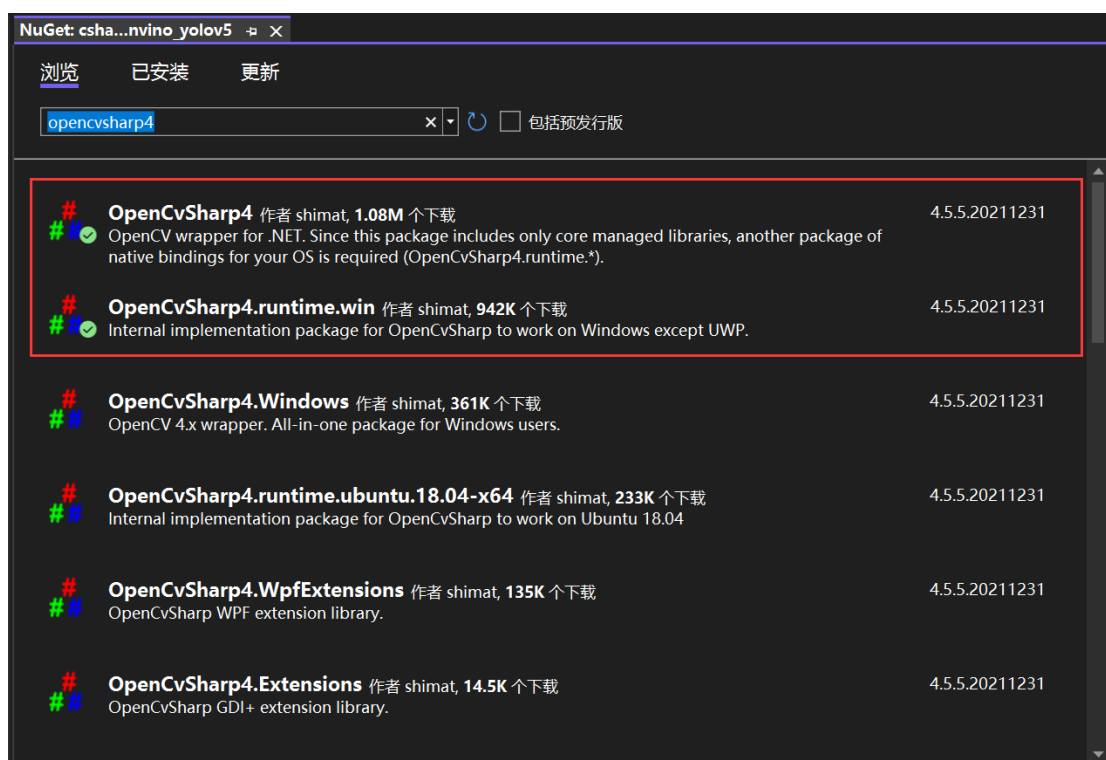 NuGet: csha...nvino_yolov5
浏览 已安装 更新
opencvsharp4 包括预发行版
OpenCvSharp4 作者 shimat, 1.08M 个下载 4.5.5.20211231
OpenCV wrapper for .NET. Since this package includes only core managed libraries, another package of
native bindings for your OS is required (OpenCvSharp4.runtime.*).
OpenCvSharp4.runtime.win 作者 shimat, 942K 个下载 4.5.5.20211231
Internal implementation package for OpenCvSharp to work on Windows except UWP.
OpenCvSharp4.Windows 作者 shimat, 361K 个下载 4.5.5.20211231
OpenCV 4.x wrapper. All-in-one package for Windows users.
OpenCvSharp4.runtime.ubuntu.18.04-x64 作者 shimat, 233K 个下载 4.5.5.20211231
Internal implementation package for OpenCvSharp to work on Ubuntu 18.04
OpenCvSharp4.WpfExtensions 作者 shimat, 135K 个下载 4.5.5.20211231
OpenCvSharp WPF extension library.
OpenCvSharp4.Extensions 作者 shimat, 14.5K 个下载 4.5.5.20211231
OpenCvSharp GDI+ extension library.